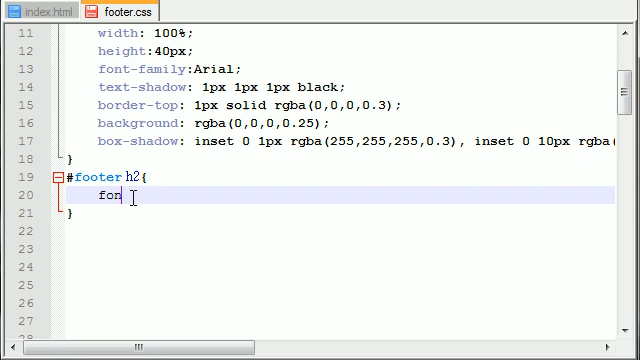 index.html footer.css
11 width: 100%;
12 height:40px;
13 font-family:Arial;
14 text-shadow: 1px 1px 1px black;
15 border-top: 1px solid rgba(0,0,0,0.3);
16 background: rgba(0,0,0,0.25);
17 box-shadow: inset 0 1px rgba(255,255,255,0.3), inset 0 10px rgba(
18 }
19 #footer h2{
20 fon
21 }
22
23
24
25
26
27
28